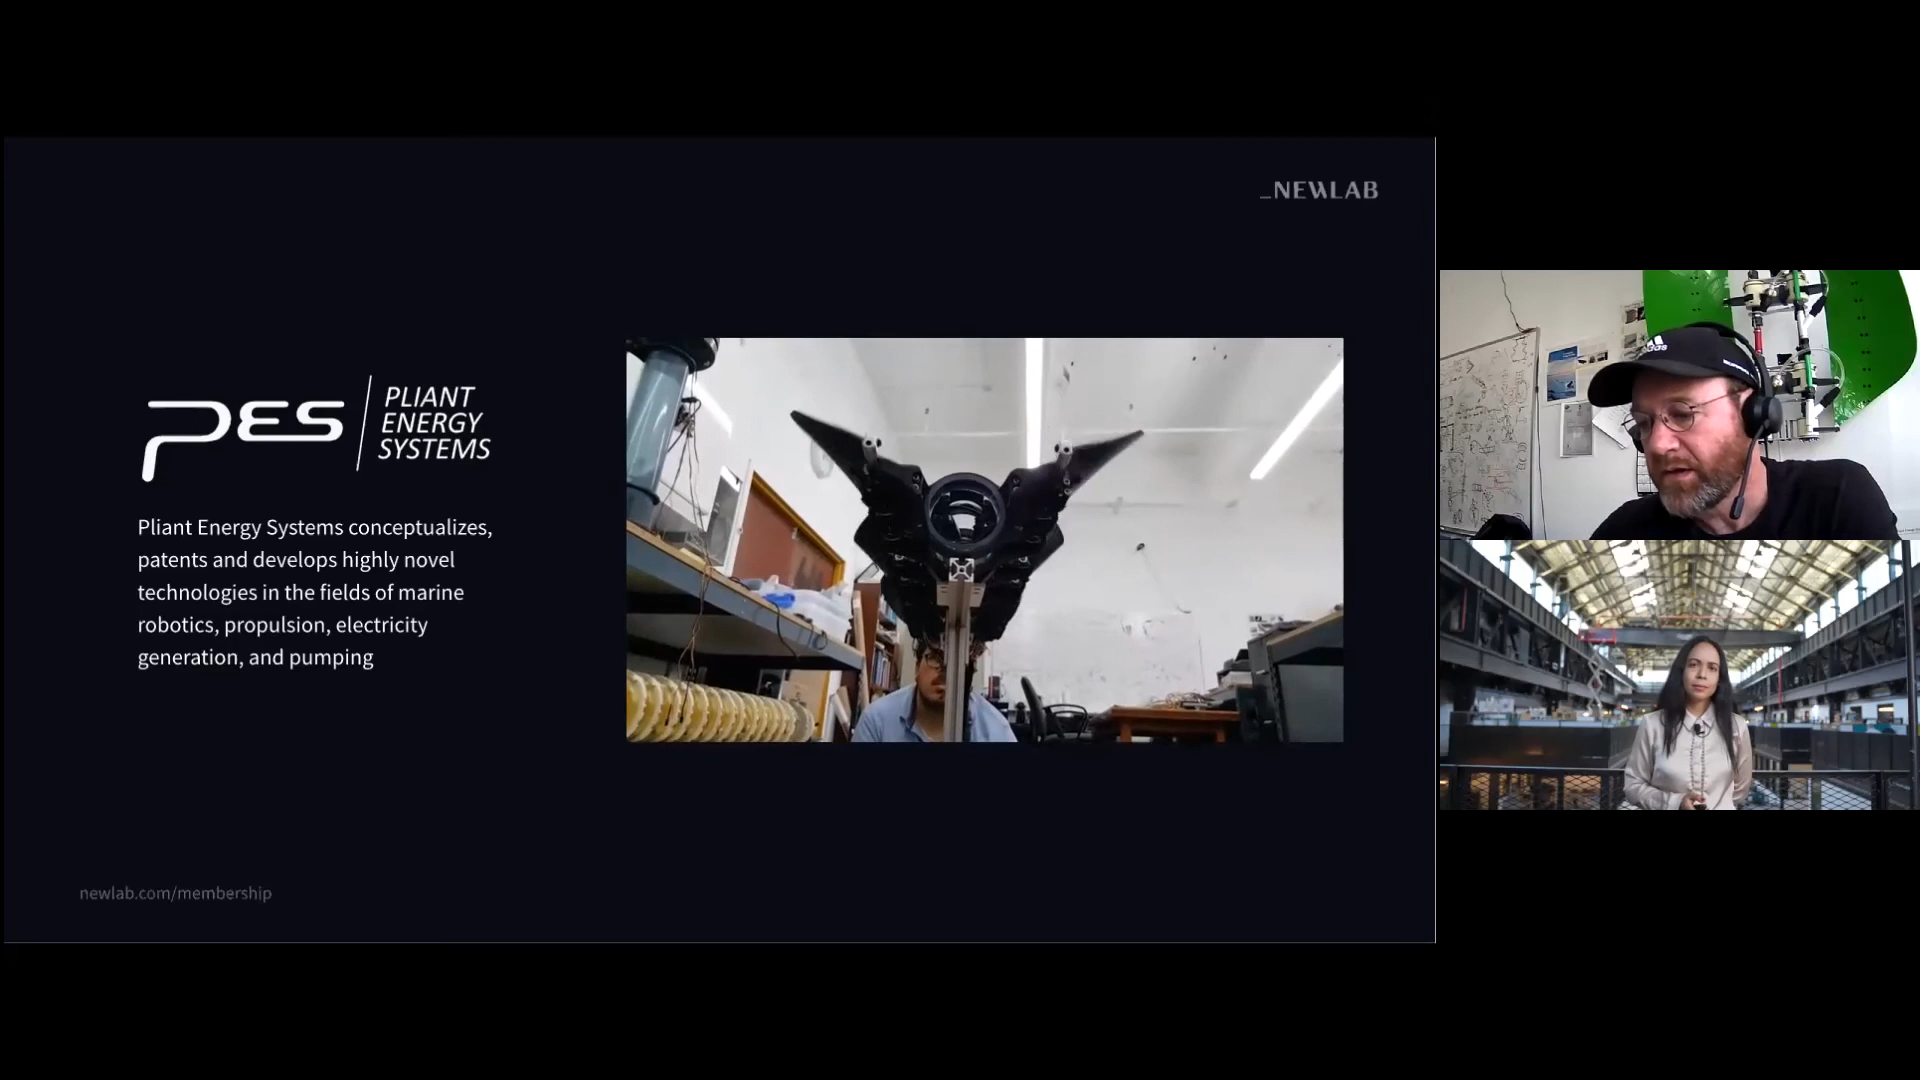 _NEWLAB
PES
PLIANT
ENERGY
SYSTEMS
Pliant Energy Systems conceptualizes,
patents and develops highly novel
technologies in the fields of marine
robotics, propulsion, electricity
generation, and pumping
newlab.com/membership
adidas